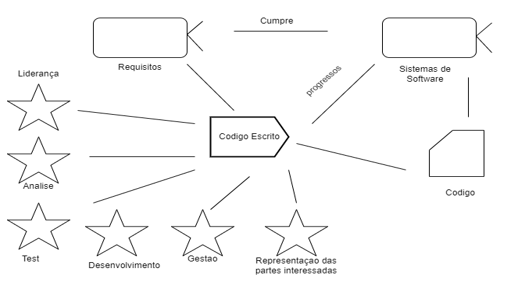 Cumpre
Requisitos
Sistemas de
Software
Liderança
progressos
Codigo Escrito
Analise
Codigo
Test
Desenvolvimento
Gestao
Representaçao das
partes interessadas